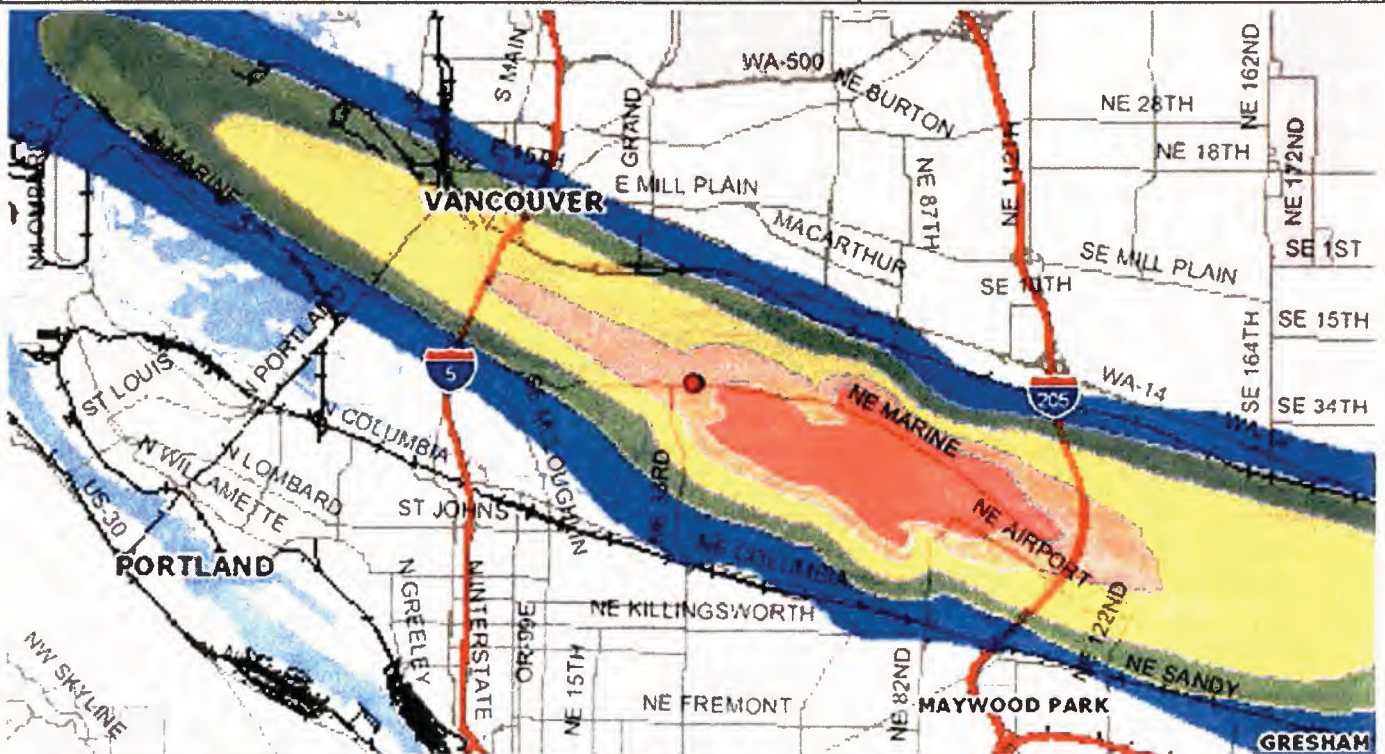 S MAIN
WA-500
NE BURTON
NE 28TH
NE 162ND
NE 18TH
NE 172ND
GRAND
NE 112TH
NE 87TH
E MILL PLAIN
VANCOUVER
N MARINE
MACARTHUR
SE MILL PLAIN
SE 1ST
SE 10TH
SE 15TH
SE 164TH
N PORTLAND
5
205
WA-14
SE 34TH
ST LOUIS
NE MARINE
N COLUMBIA
N LOMBARD
N WILLAMETTE
US-30
ST JOHNS
NE AIRPORT
NE COLUMBIA
PORTLAND
N GREELEY
N INTERSTATE
OR-99E
NE KILLINGSWORTH
NE 15TH
NE 82ND
NE SANDY
NW SKYLINE
NE FREMONT
MAYWOOD PARK
GRESHAM